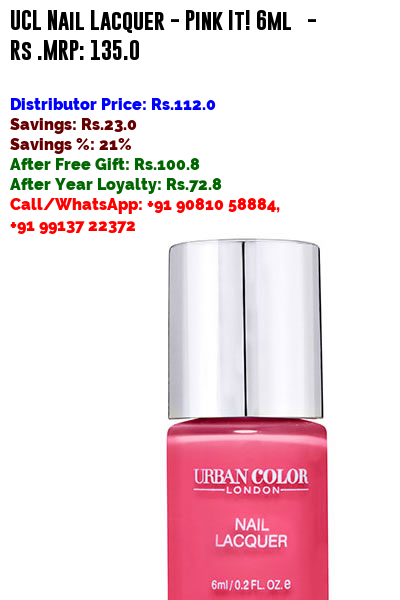 UCL Nail Lacquer - Pink It! 6ml -
Rs .MRP: 135.0
Distributor Price: Rs.112.0
Savings: Rs.23.0
Savings %: 21%
After Free Gift: Rs.100.8
After Year Loyalty: Rs.72.8
Call/WhatsApp: +91 90810 58884,
+91 99137 22372
URBAN COLOR
LONDON
NAIL
LACQUER
6ml/0.2 FL. OZ. e